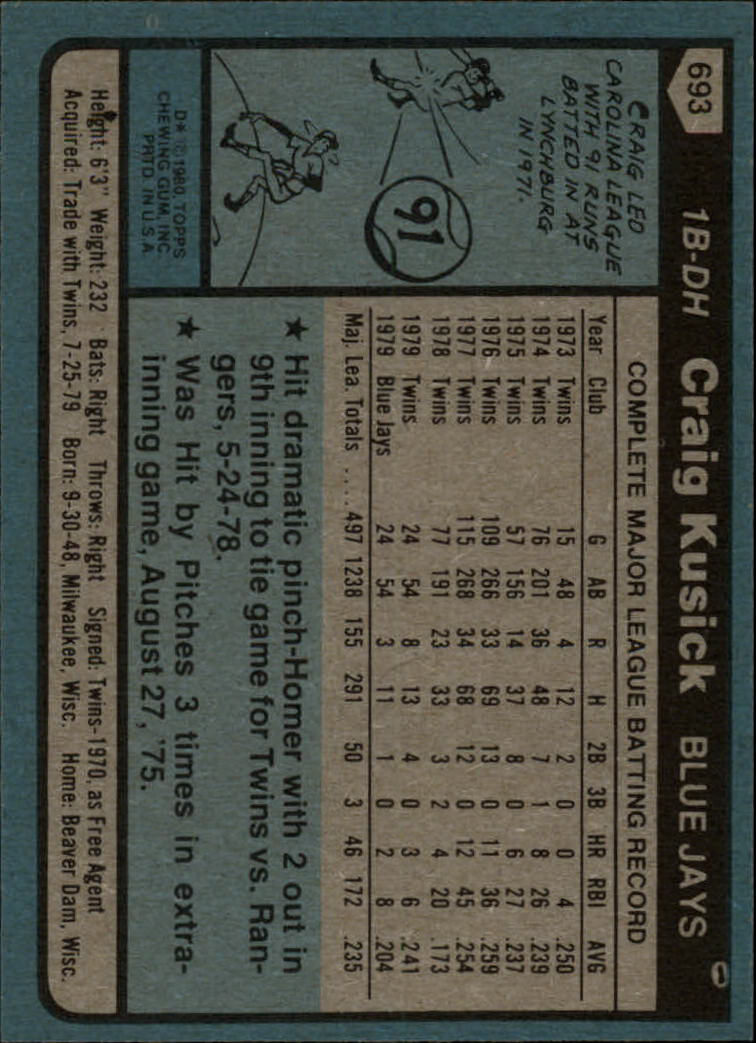 693
1B-DH Craig Kusick BLUE JAYS
CRAIG LED
CAROLINA LEAGUE
WITH 91 RUNS
BATTED IN AT
LYNCHBURG
IN 1971.
91
D★ © 1980 TOPPS
CHEWING GUM, INC.
PRTD. IN U.S.A.
COMPLETE MAJOR LEAGUE BATTING RECORD
Year Club G AB R H 2B 3B HR RBI AVG
1973 Twins 15 48 4 12 2 0 0 4 .250
1974 Twins 76 201 36 48 7 1 8 26 .239
1975 Twins 57 156 14 37 8 0 6 27 .237
1976 Twins 109 266 33 69 13 0 11 36 .259
1977 Twins 115 268 34 68 12 0 12 45 .254
1978 Twins 77 191 23 33 3 2 4 20 .173
1979 Twins 24 54 8 13 4 0 3 6 .241
1979 Blue Jays 24 54 3 11 1 0 2 8 .204
Maj. Lea. Totals .... 497 1238 155 291 50 3 46 172 .235
★ Hit dramatic pinch-Homer with 2 out in
9th inning to tie game for Twins vs. Ran-
gers, 5-24-78.
★ Was Hit by Pitches 3 times in extra-
inning game, August 27, '75.
Height: 6'3" Weight: 232 Bats: Right Throws: Right Signed: Twins-1970, as Free Agent
Acquired: Trade with Twins, 7-25-79 Born: 9-30-48, Milwaukee, Wisc. Home: Beaver Dam, Wisc.